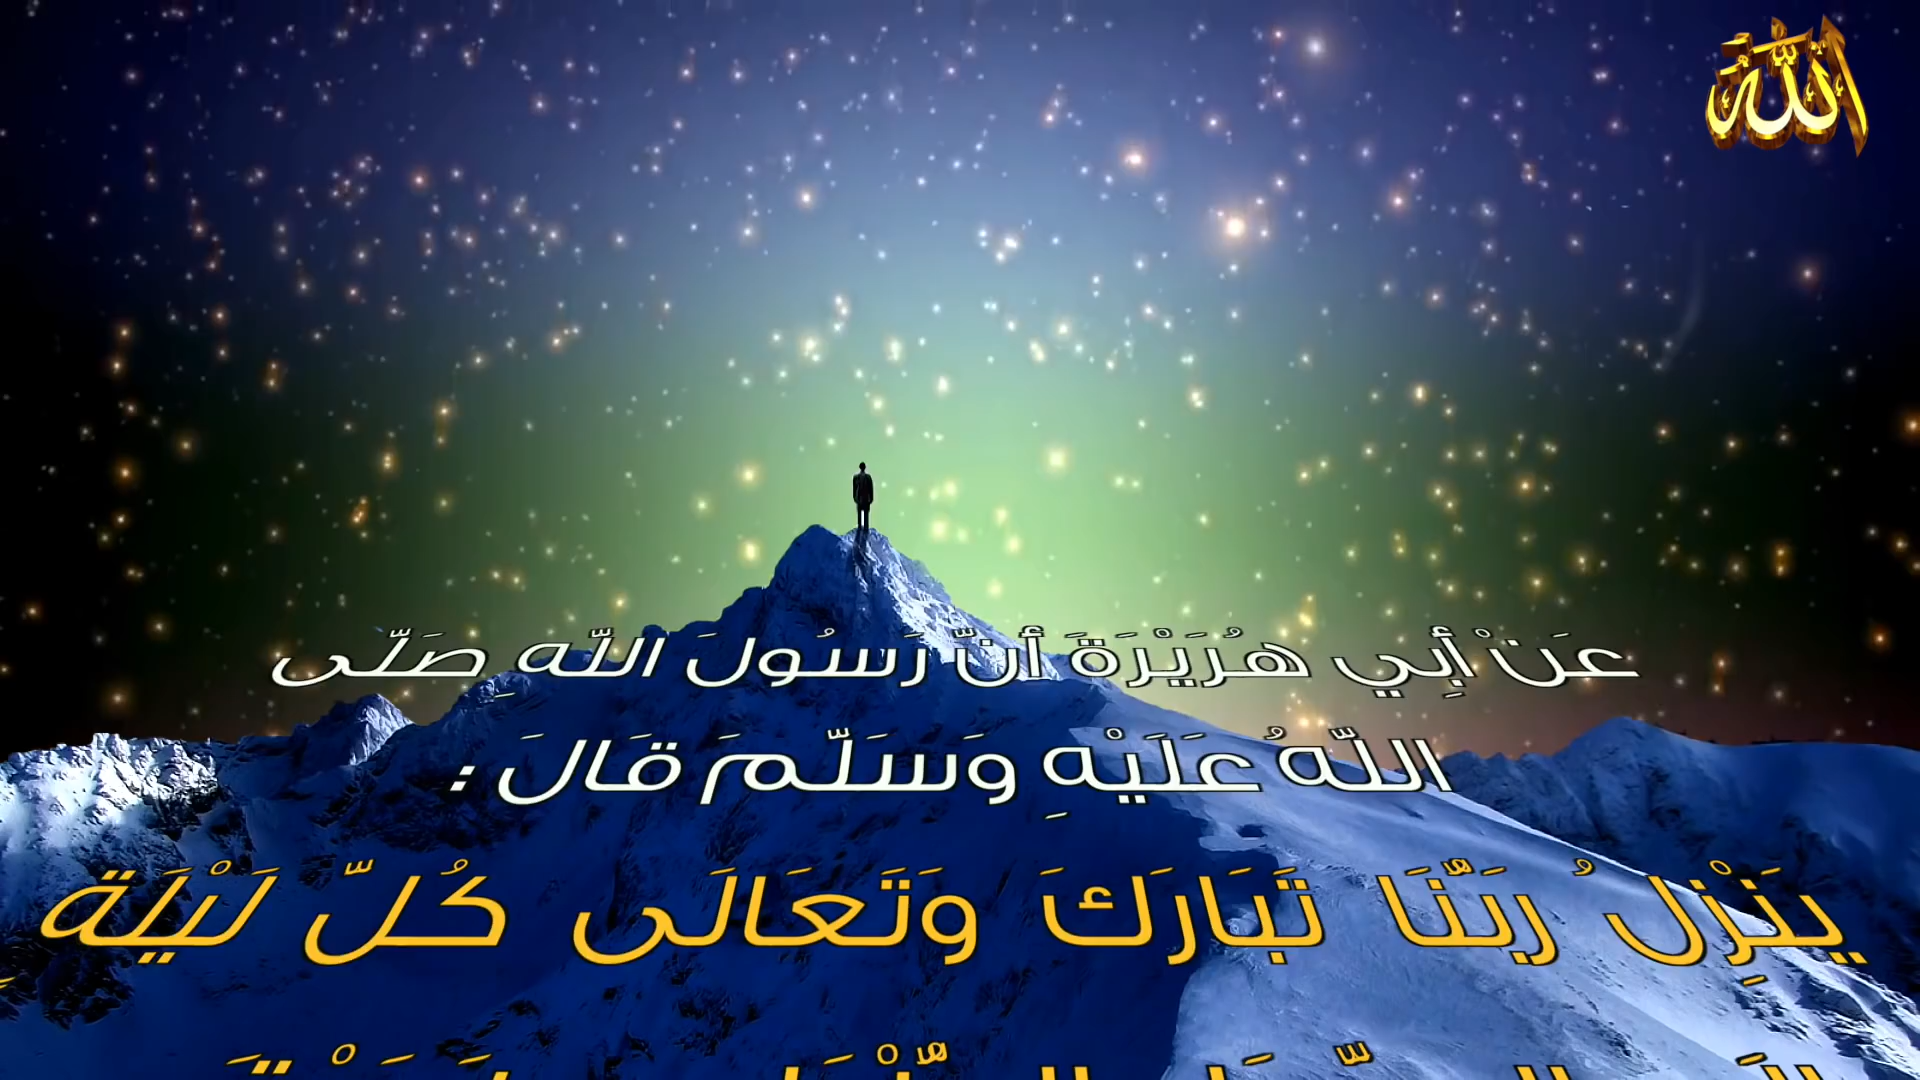 الله
عَنْ أَبِي هُرَيْرَةَ أَنَّ رَسُولَ اللَّهِ صَلَّى
اللَّهُ عَلَيْهِ وَسَلَّمَ قَالَ :
يَنْزِلُ رَبُّنَا تَبَارَكَ وَتَعَالَى كُلَّ لَيْلَةٍ